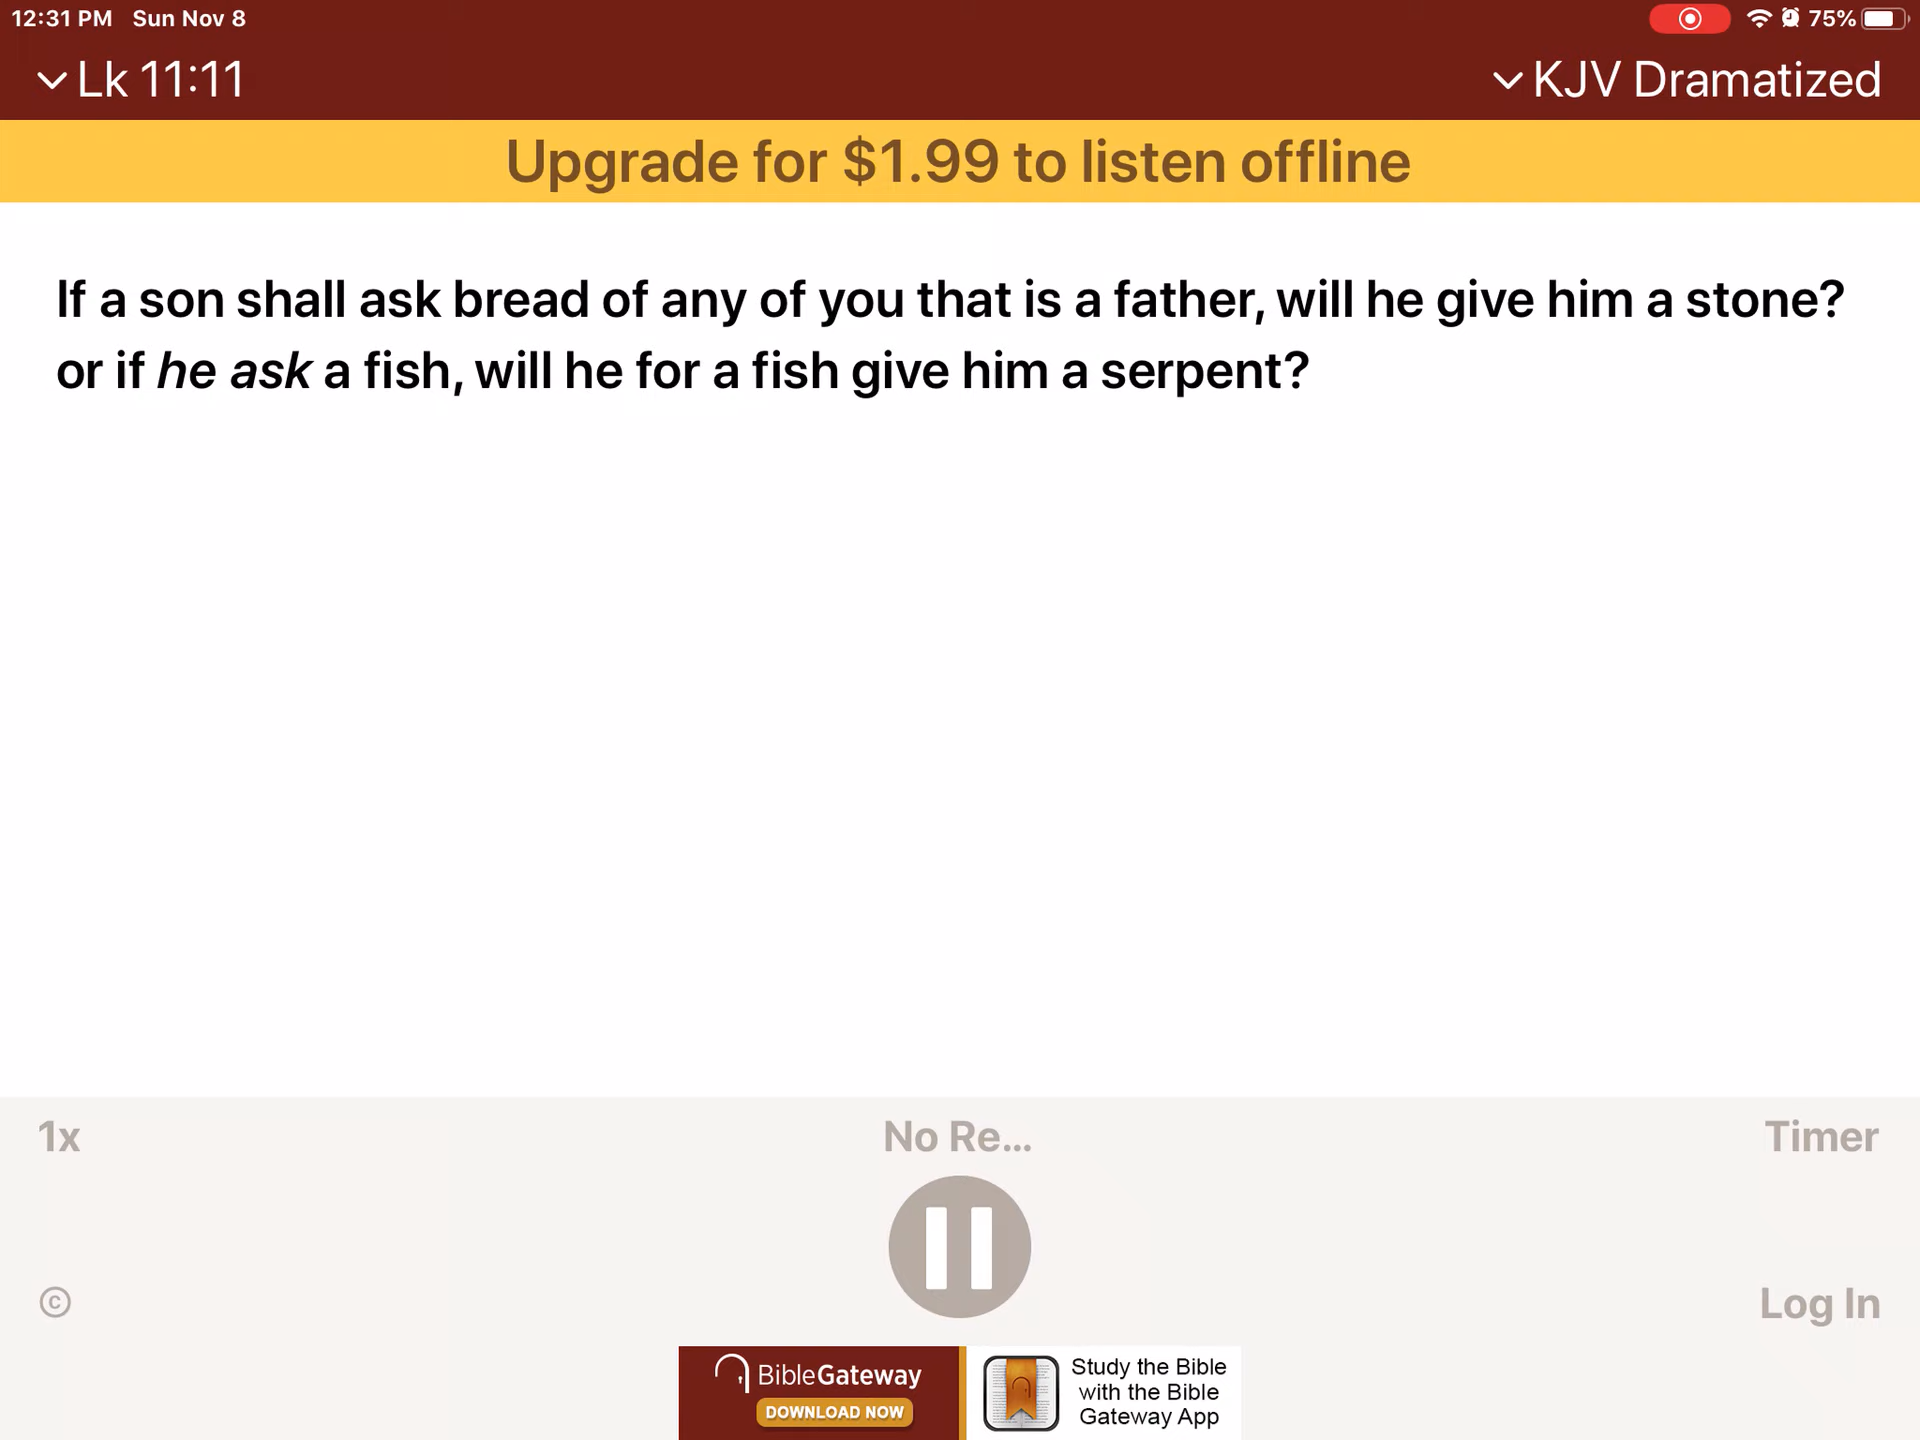 12:31 PM Sun Nov 8 75%
Lk 11:11 KJV Dramatized
Upgrade for $1.99 to listen offline
If a son shall ask bread of any of you that is a father, will he give him a stone?
or if he ask a fish, will he for a fish give him a serpent?
1x No Re... Timer
© Log In
BibleGateway
DOWNLOAD NOW
Study the Bible
with the Bible
Gateway App